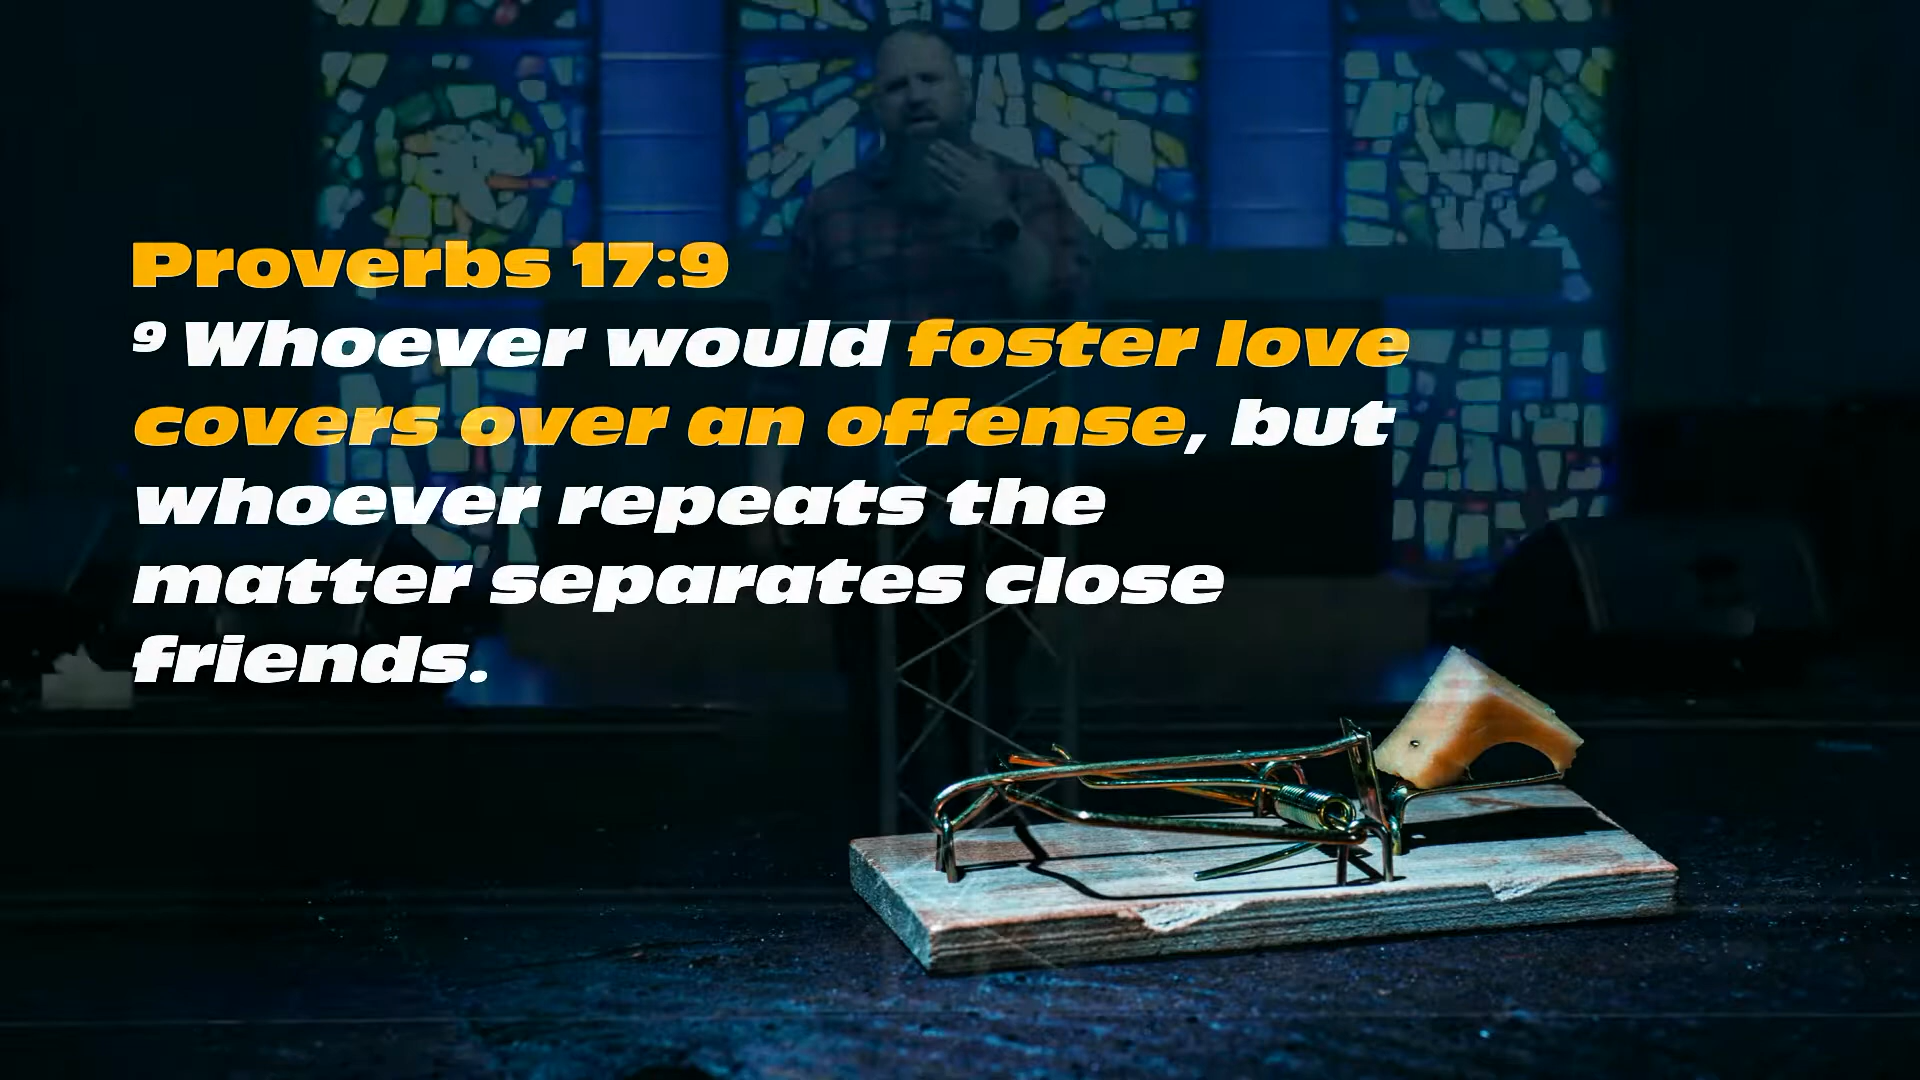 Proverbs 17:9
⁹ Whoever would foster love
covers over an offense, but
whoever repeats the
matter separates close
friends.